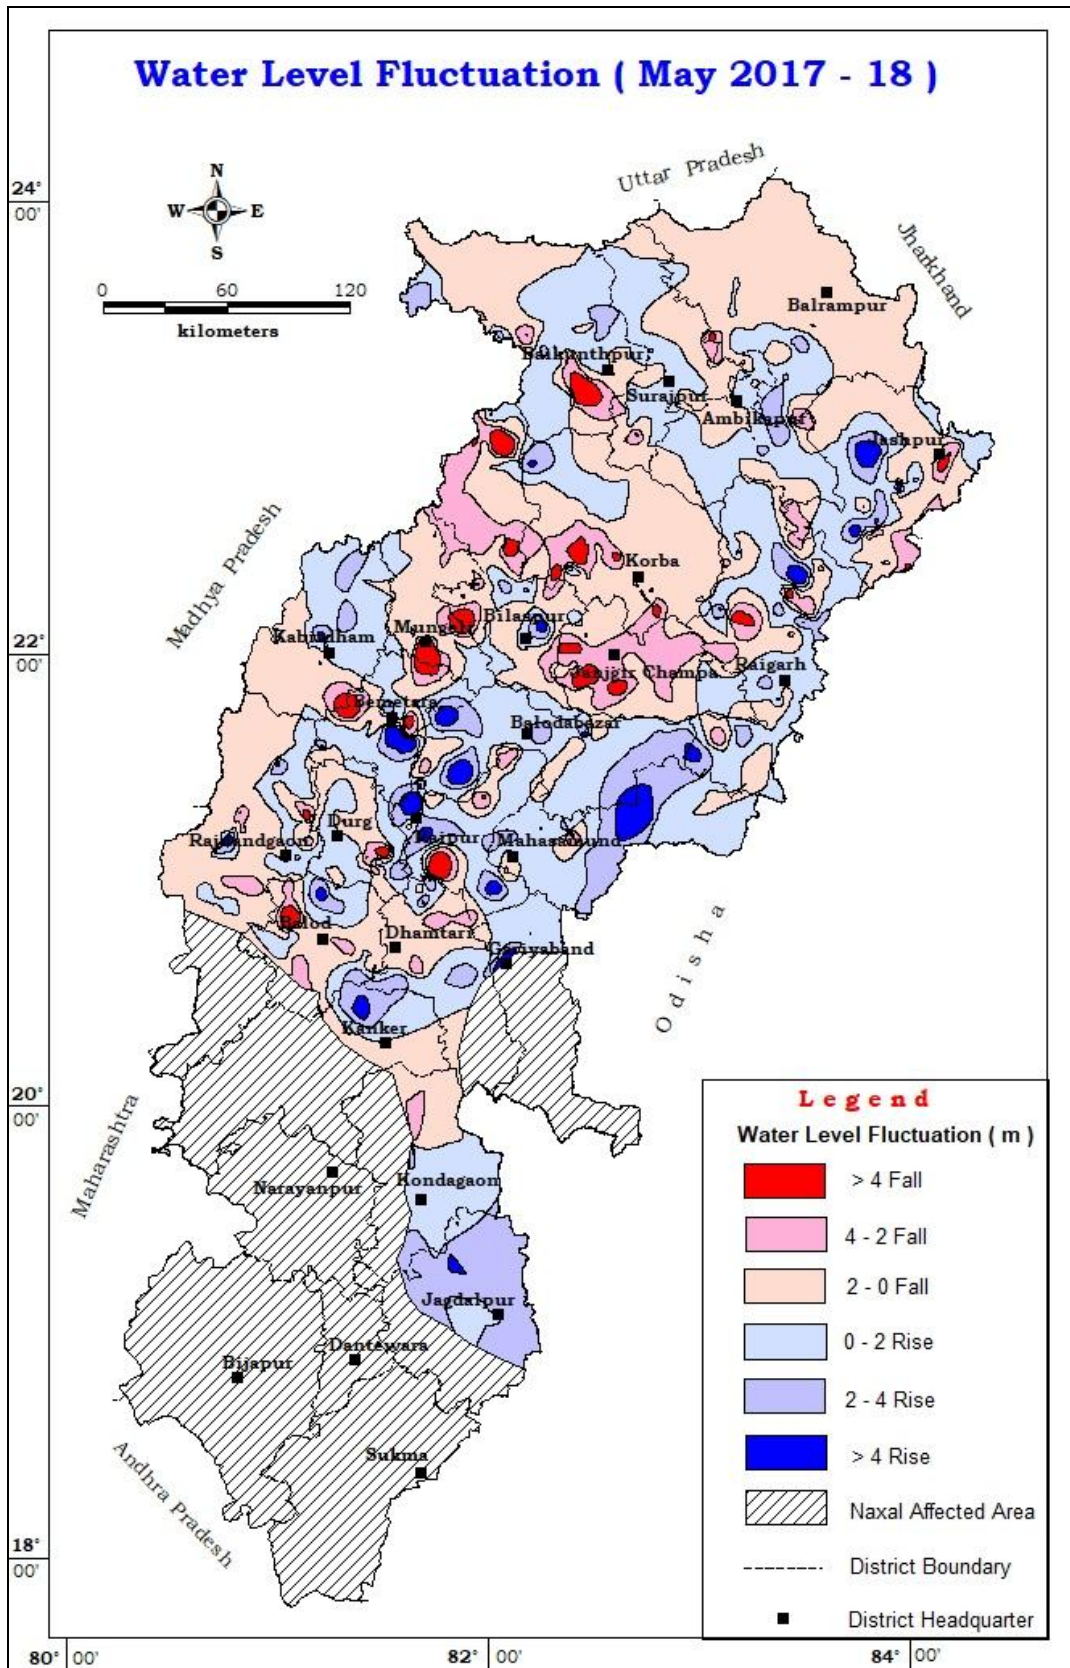 Water Level Fluctuation ( May 2017 - 18 )
Uttar Pradesh
24°
00'
N
W E
S
Jharkhand
0 60 120
kilometers
Balrampur
Baikunthpur
Surajpur
Ambikapur
Jashpur
Madhya Pradesh
Korba
Bilaspur
Mungeli
Kabirdham
22°
00'
Janjgir Champa
Raigarh
Bemetara
Balodabazar
Durg
Raipur
Mahasamund
Rajnandgaon
Balod
Dhamtari
Gariyaband
Odisha
Kanker
20°
00'
Maharashtra
Narayanpur
Kondagaon
Jagdalpur
Dantewara
Bijapur
Sukma
Andhra Pradesh
18°
00'
Legend
Water Level Fluctuation ( m )
> 4 Fall
4 - 2 Fall
2 - 0 Fall
0 - 2 Rise
2 - 4 Rise
> 4 Rise
Naxal Affected Area
District Boundary
District Headquarter
80° 00' 82° 00' 84° 00'